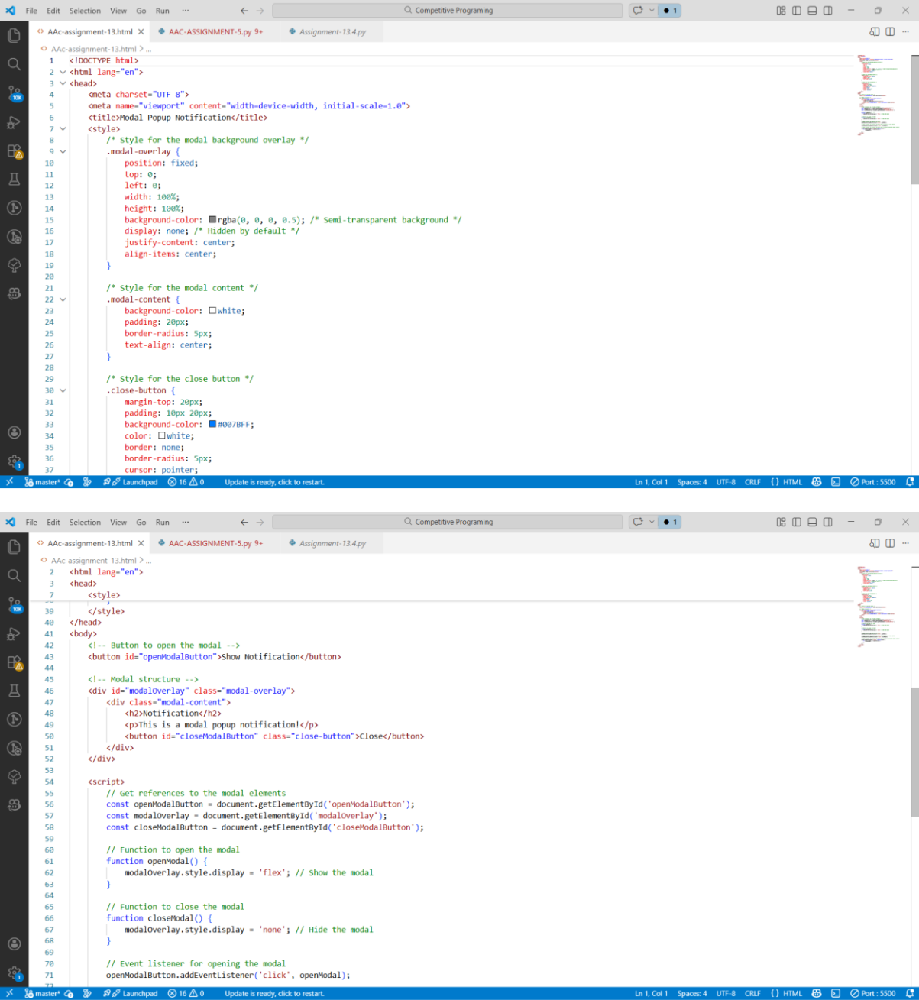 File Edit Selection View Go Run ··· Competitive Programing 1
AAc-assignment-13.html AAC-ASSIGNMENT-5.py 9+ Assignment-13.4.py
AAc-assignment-13.html > ...
1 <!DOCTYPE html>
2 <html lang="en">
3 <head>
4 <meta charset="UTF-8">
5 <meta name="viewport" content="width=device-width, initial-scale=1.0">
6 <title>Modal Popup Notification</title>
7 <style>
8 /* Style for the modal background overlay */
9 .modal-overlay {
10 position: fixed;
11 top: 0;
12 left: 0;
13 width: 100%;
14 height: 100%;
15 background-color: rgba(0, 0, 0, 0.5); /* Semi-transparent background */
16 display: none; /* Hidden by default */
17 justify-content: center;
18 align-items: center;
19 }
20
21 /* Style for the modal content */
22 .modal-content {
23 background-color: white;
24 padding: 20px;
25 border-radius: 5px;
26 text-align: center;
27 }
28
29 /* Style for the close button */
30 .close-button {
31 margin-top: 20px;
32 padding: 10px 20px;
33 background-color: #007BFF;
34 color: white;
35 border: none;
36 border-radius: 5px;
37 cursor: pointer;
10K
1
master* Launchpad 16 0 Update is ready, click to restart. Ln 1, Col 1 Spaces: 4 UTF-8 CRLF {} HTML Port : 5500
File Edit Selection View Go Run ··· Competitive Programing 1
AAc-assignment-13.html AAC-ASSIGNMENT-5.py 9+ Assignment-13.4.py
AAc-assignment-13.html > ...
2 <html lang="en">
3 <head>
7 <style>
39 </style>
40 </head>
41 <body>
42 <!-- Button to open the modal -->
43 <button id="openModalButton">Show Notification</button>
44
45 <!-- Modal structure -->
46 <div id="modalOverlay" class="modal-overlay">
47 <div class="modal-content">
48 <h2>Notification</h2>
49 <p>This is a modal popup notification!</p>
50 <button id="closeModalButton" class="close-button">Close</button>
51 </div>
52 </div>
53
54 <script>
55 // Get references to the modal elements
56 const openModalButton = document.getElementById('openModalButton');
57 const modalOverlay = document.getElementById('modalOverlay');
58 const closeModalButton = document.getElementById('closeModalButton');
59
60 // Function to open the modal
61 function openModal() {
62 modalOverlay.style.display = 'flex'; // Show the modal
63 }
64
65 // Function to close the modal
66 function closeModal() {
67 modalOverlay.style.display = 'none'; // Hide the modal
68 }
69
70 // Event listener for opening the modal
71 openModalButton.addEventListener('click', openModal);
10K
1
master* Launchpad 16 0 Update is ready, click to restart. Ln 1, Col 1 Spaces: 4 UTF-8 CRLF {} HTML Port : 5500